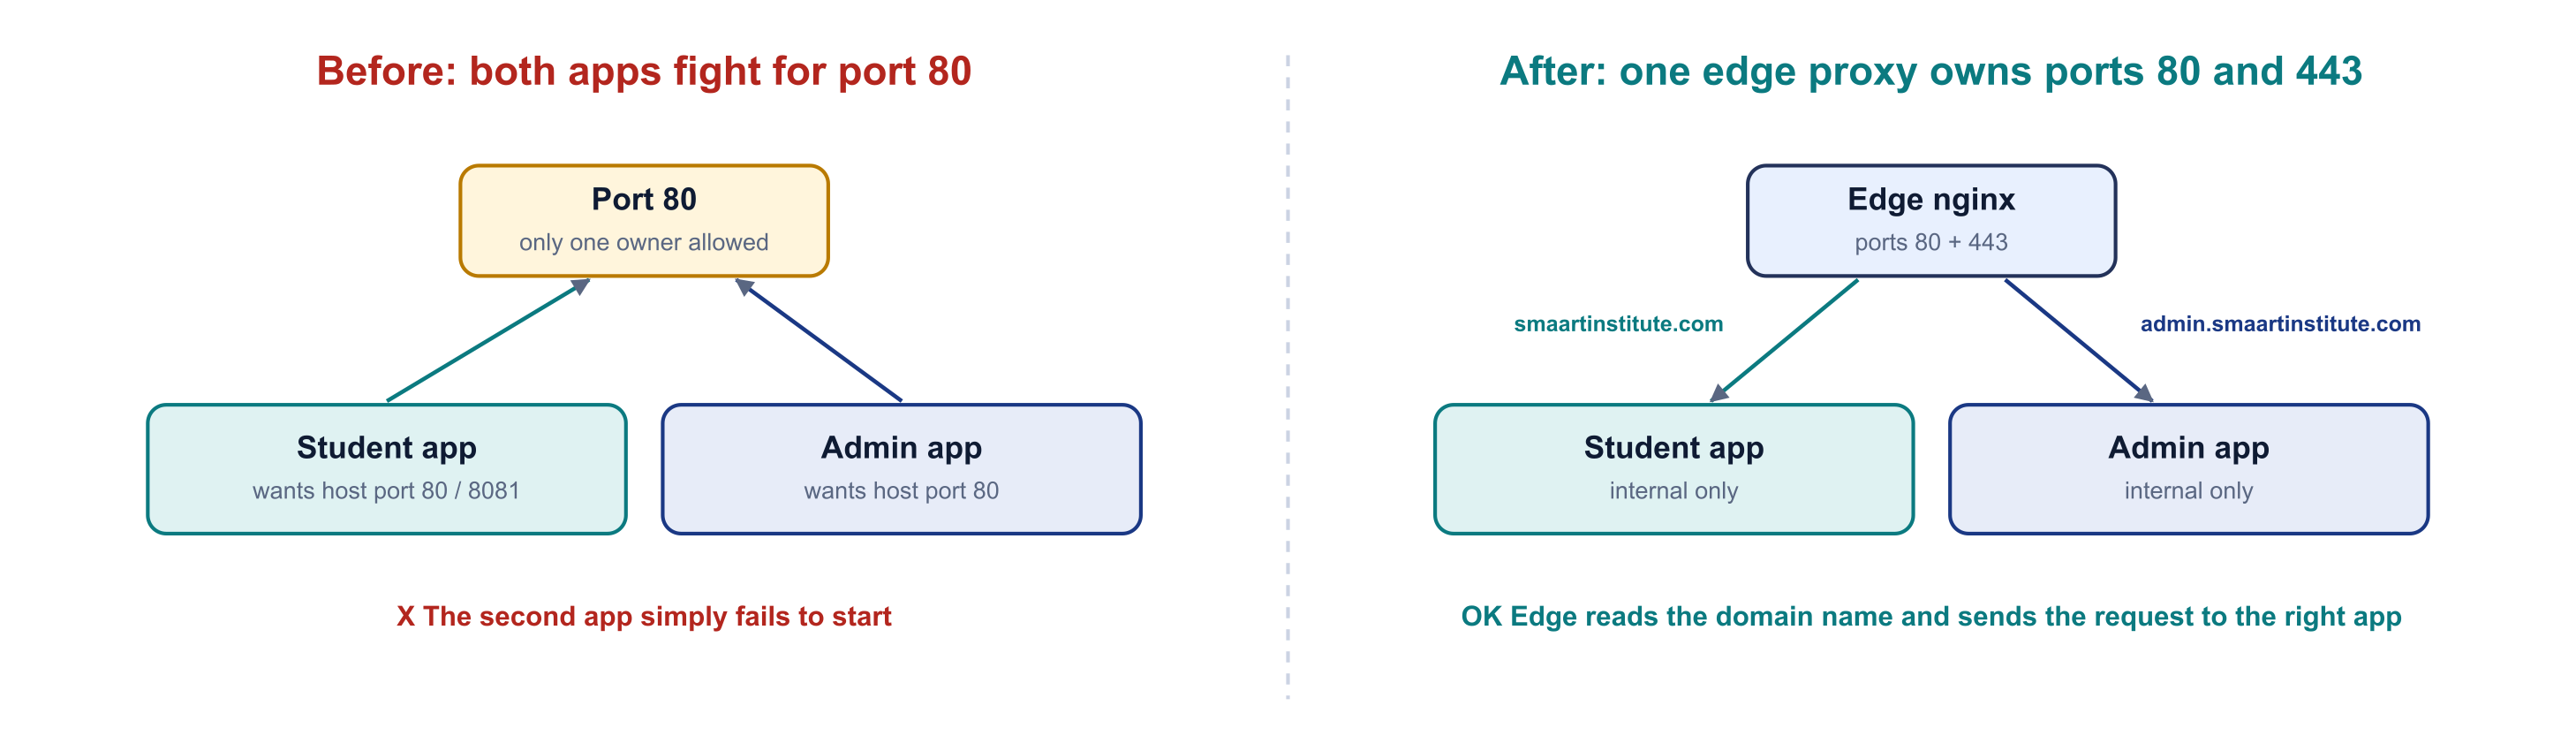 Before: both apps fight for port 80
Port 80
only one owner allowed
Student app
wants host port 80 / 8081
Admin app
wants host port 80
X The second app simply fails to start
After: one edge proxy owns ports 80 and 443
Edge nginx
ports 80 + 443
smaartinstitute.com
admin.smaartinstitute.com
Student app
internal only
Admin app
internal only
OK Edge reads the domain name and sends the request to the right app